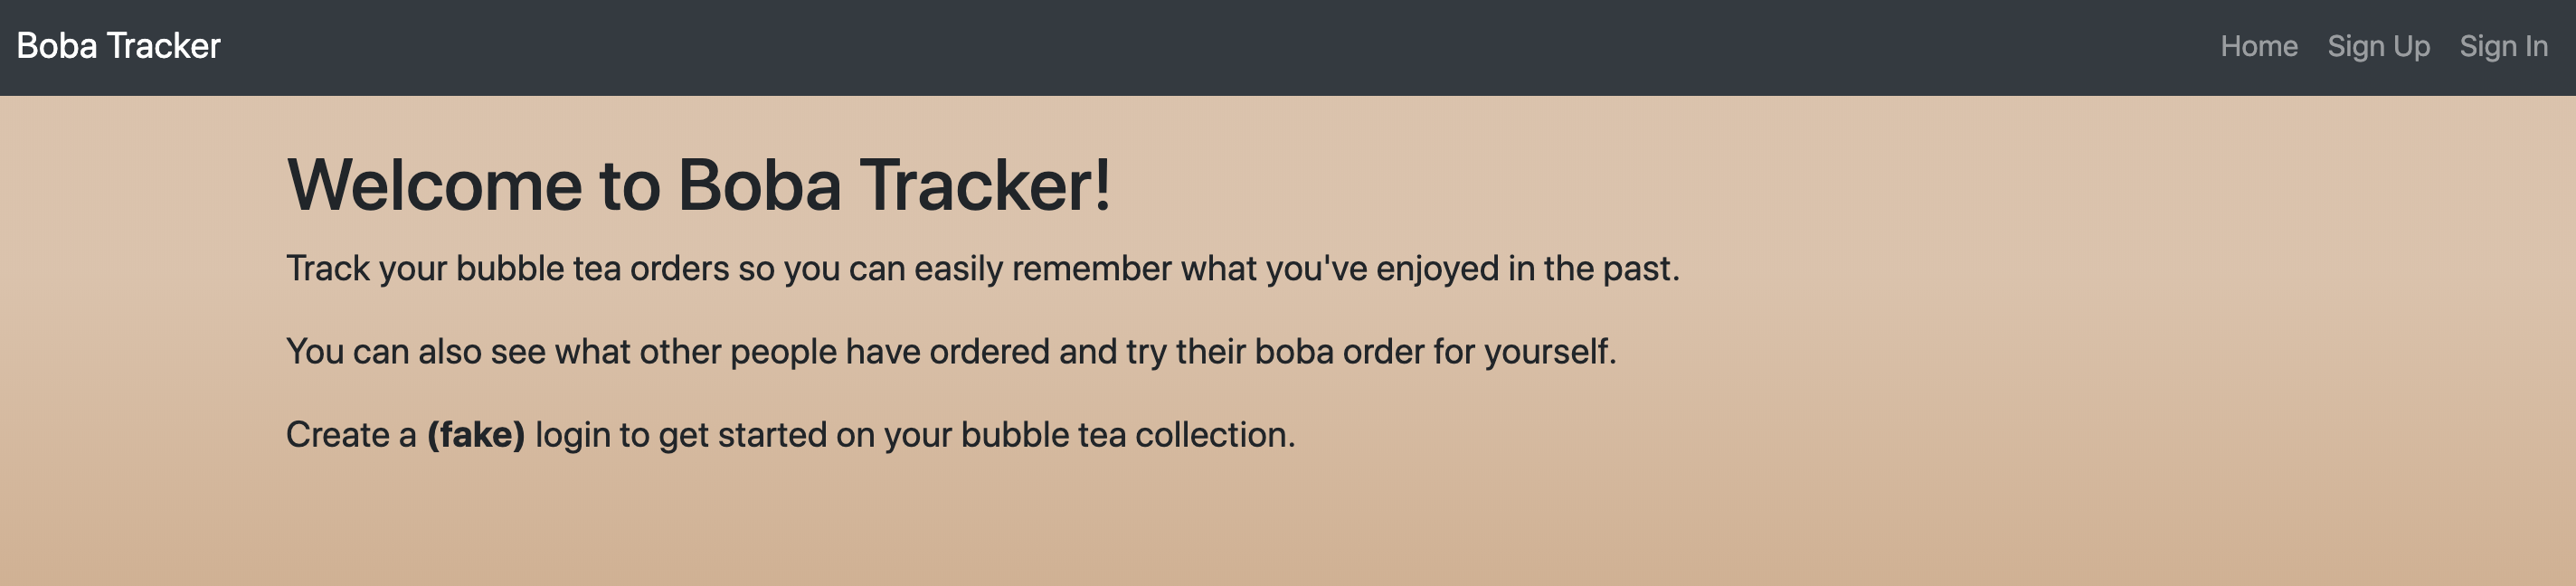 Boba Tracker
Home Sign Up Sign In
Welcome to Boba Tracker!
Track your bubble tea orders so you can easily remember what you've enjoyed in the past.
You can also see what other people have ordered and try their boba order for yourself.
Create a (fake) login to get started on your bubble tea collection.